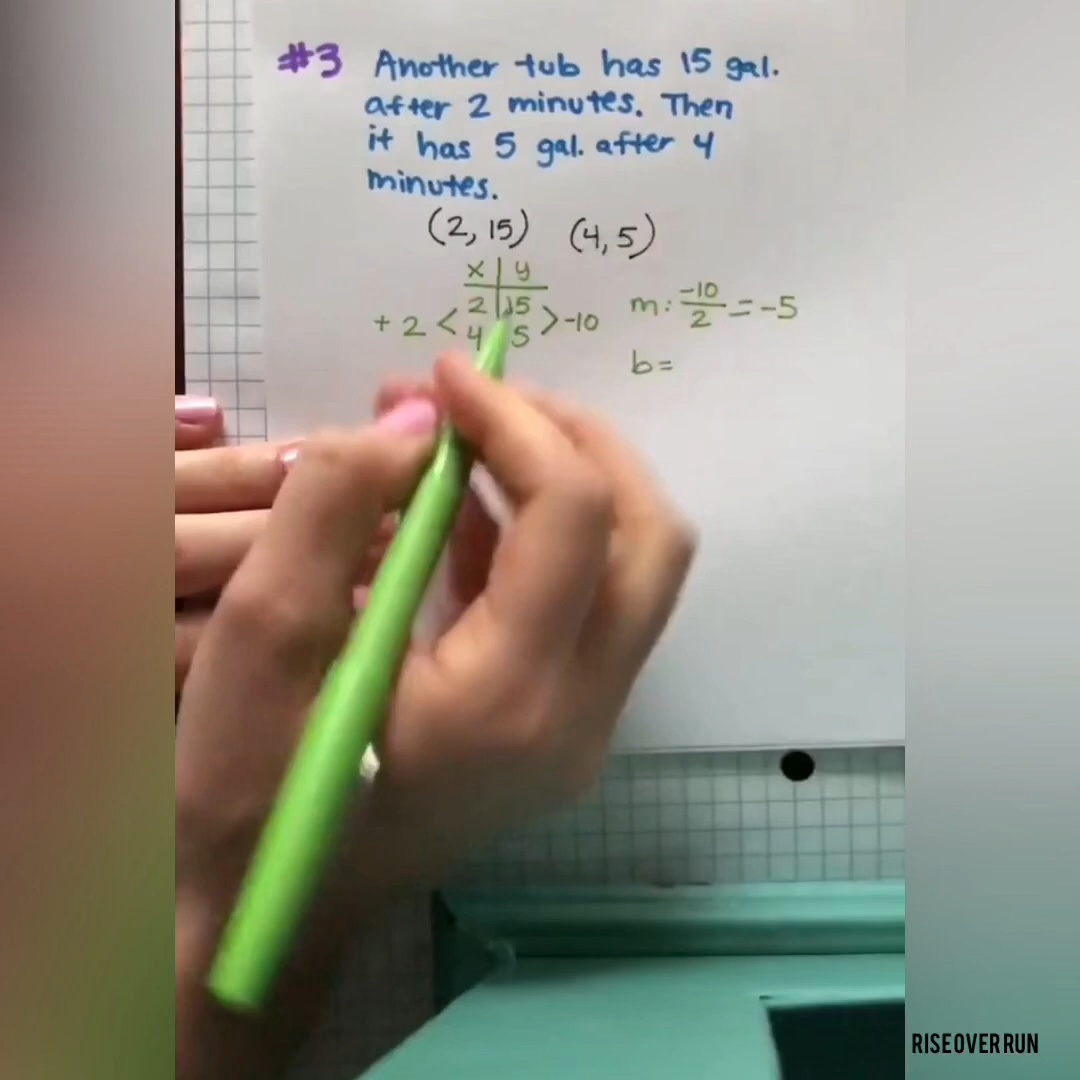 #3 Another tub has 15 gal.
after 2 minutes. Then
it has 5 gal. after 4
minutes.
(2, 15) (4, 5)
x | y
+ 2 < 2 | 15 > -10
4 5
m: -10/2 = -5
b =
RISE OVER RUN